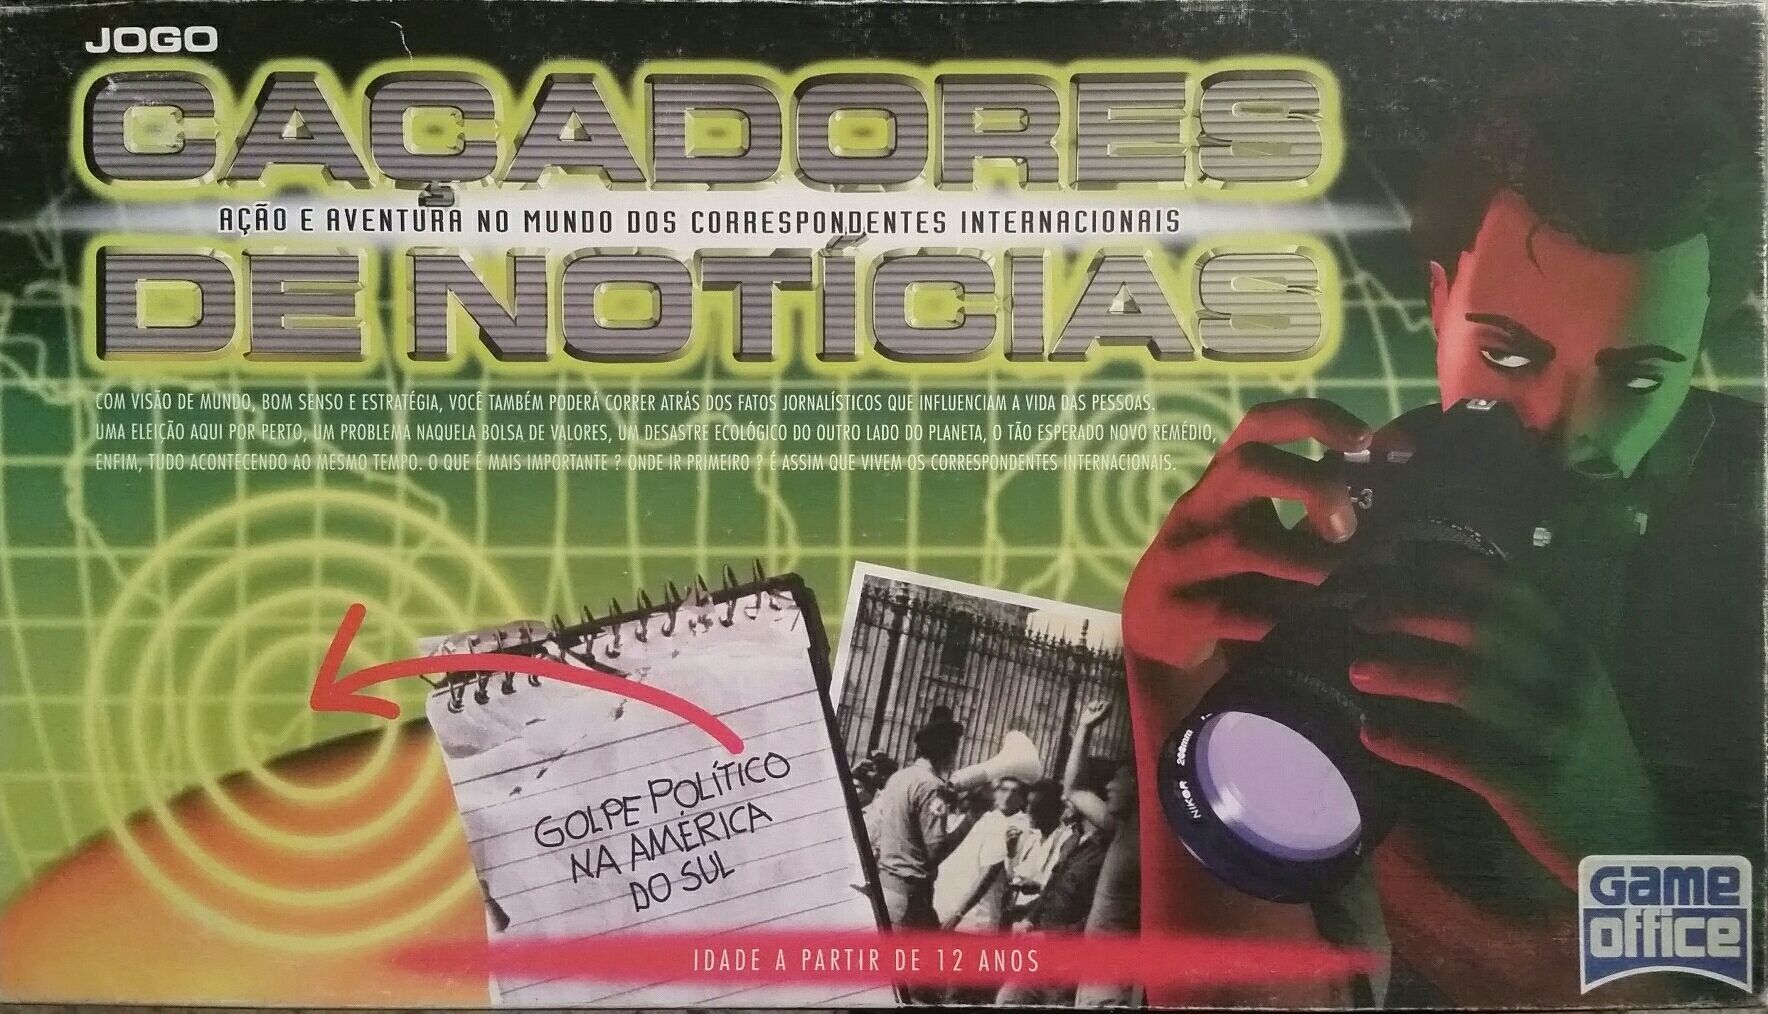 JOGO
CAÇADORES
AÇÃO E AVENTURA NO MUNDO DOS CORRESPONDENTES INTERNACIONAIS
DE NOTÍCIAS
COM VISÃO DE MUNDO, BOM SENSO E ESTRATÉGIA, VOCÊ TAMBÉM PODERÁ CORRER ATRÁS DOS FATOS JORNALÍSTICOS QUE INFLUENCIAM A VIDA DAS PESSOAS.
UMA ELEIÇÃO AQUI POR PERTO, UM PROBLEMA NAQUELA BOLSA DE VALORES, UM DESASTRE ECOLÓGICO DO OUTRO LADO DO PLANETA, O TÃO ESPERADO NOVO REMÉDIO,
ENFIM, TUDO ACONTECENDO AO MESMO TEMPO. O QUE É MAIS IMPORTANTE ? ONDE IR PRIMEIRO ? É ASSIM QUE VIVEM OS CORRESPONDENTES INTERNACIONAIS.
GOLPE POLÍTICO
NA AMÉRICA
DO SUL
NIKOR 200mm
IDADE A PARTIR DE 12 ANOS
GAME
office